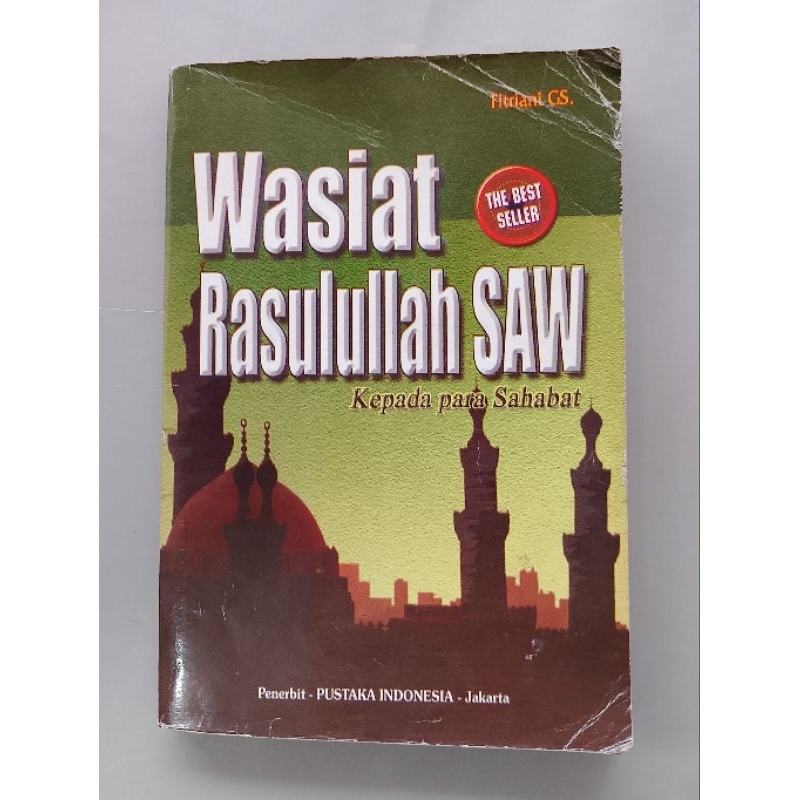 Fitriani GS.
Wasiat
THE BEST
SELLER
Rasulullah SAW
Kepada para Sahabat
Penerbit - PUSTAKA INDONESIA - Jakarta